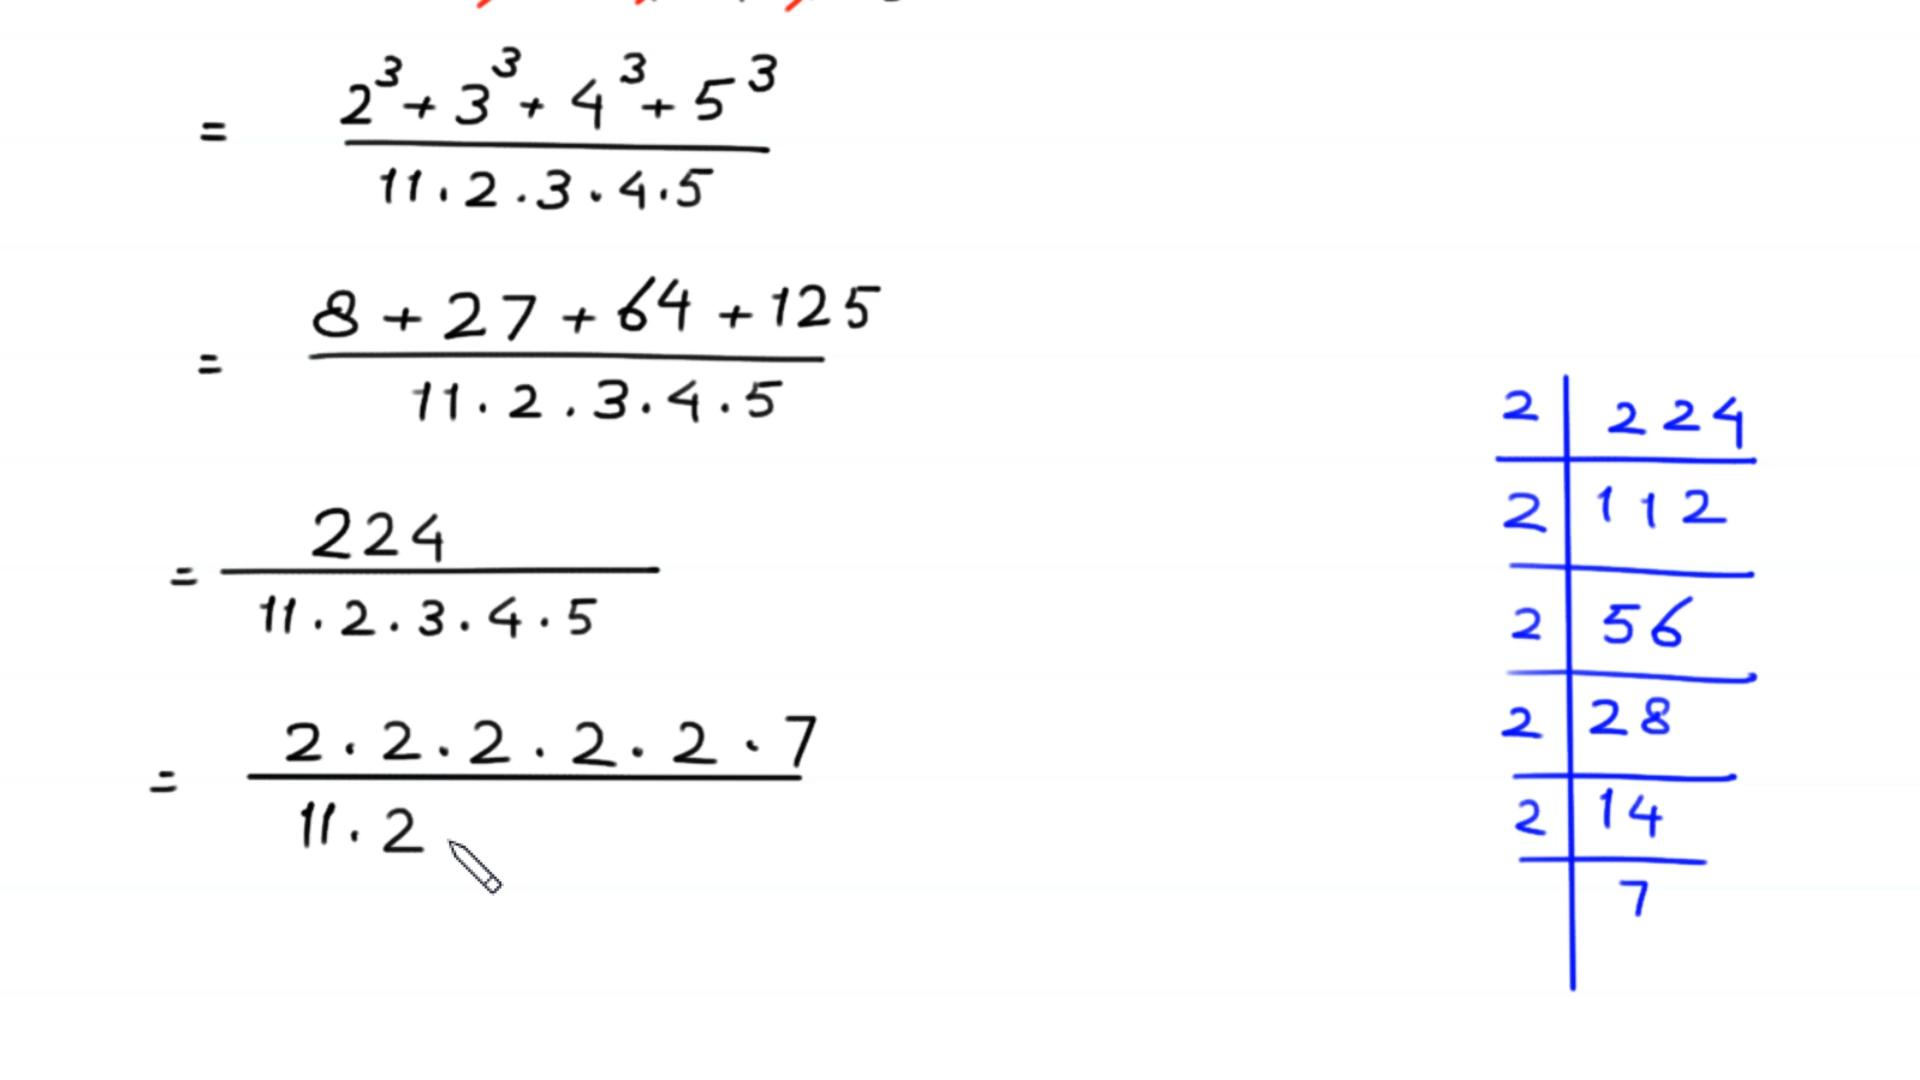 2³ + 3³ + 4³ + 5³
= ―――――――――
11 · 2 · 3 · 4 · 5
8 + 27 + 64 + 125
= ―――――――――
11 · 2 · 3 · 4 · 5
224
= ―――――――――
11 · 2 · 3 · 4 · 5
2 · 2 · 2 · 2 · 2 · 7
= ―――――――――
11 · 2
2 | 224
2 | 112
2 | 56
2 | 28
2 | 14
| 7